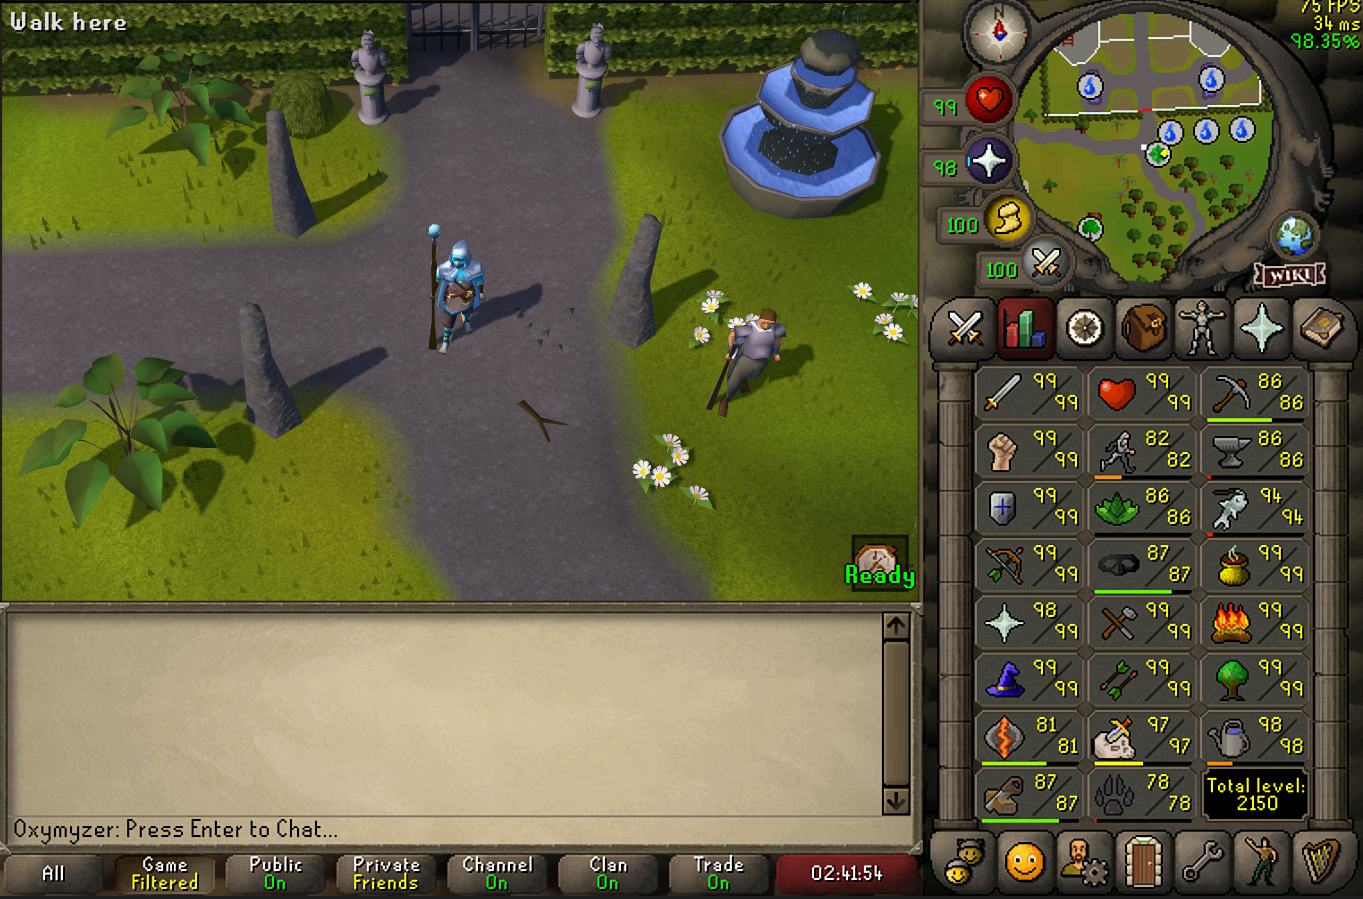 Walk here
75 FPS
34 ms
98.35%
N
99
98
100
100
WIKI
99/99 99/99 86/86
99/99 82/82 86/86
99/99 86/86 94/94
99/99 87/87 99/99
98/99 99/99 99/99
99/99 99/99 99/99
81/81 97/97 98/98
87/87 78/78 Total level:
2150
Ready
Oxymyzer: Press Enter to Chat...
All Game Public Private Channel Clan Trade 02:41:54
Filtered On Friends On On On